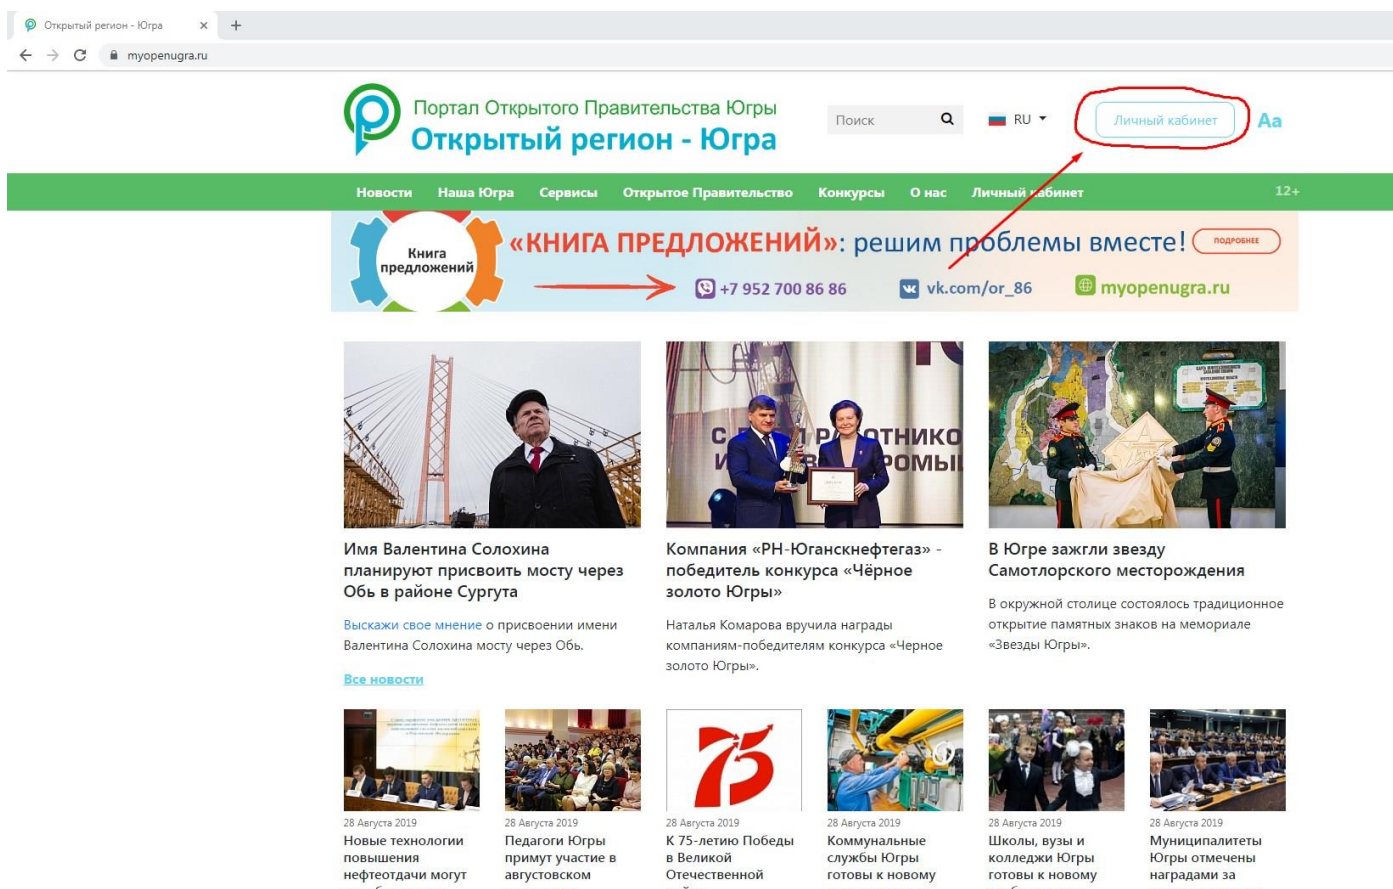 Открытый регион - Югра
myopenugra.ru
Портал Открытого Правительства Югры
Открытый регион - Югра
Поиск
RU
Личный кабинет
Aa
Новости Наша Югра Сервисы Открытое Правительство Конкурсы О нас Личный кабинет 12+
Книга
предложений
«КНИГА ПРЕДЛОЖЕНИЙ»: решим проблемы вместе!
ПОДРОБНЕЕ
+7 952 700 86 86 vk.com/or_86 myopenugra.ru
Имя Валентина Солохина
планируют присвоить мосту через
Обь в районе Сургута
Выскажи свое мнение о присвоении имени
Валентина Солохина мосту через Обь.
Компания «РН-Юганскнефтегаз» -
победитель конкурса «Чёрное
золото Югры»
Наталья Комарова вручила награды
компаниям-победителям конкурса «Черное
золото Югры».
В Югре зажгли звезду
Самотлорского месторождения
В окружной столице состоялось традиционное
открытие памятных знаков на мемориале
«Звезды Югры».
Все новости
28 Августа 2019
Новые технологии
повышения
нефтеотдачи могут
28 Августа 2019
Педагоги Югры
примут участие в
августовском
75
28 Августа 2019
К 75-летию Победы
в Великой
Отечественной
28 Августа 2019
Коммунальные
службы Югры
готовы к новому
28 Августа 2019
Школы, вузы и
колледжи Югры
готовы к новому
28 Августа 2019
Муниципалитеты
Югры отмечены
наградами за